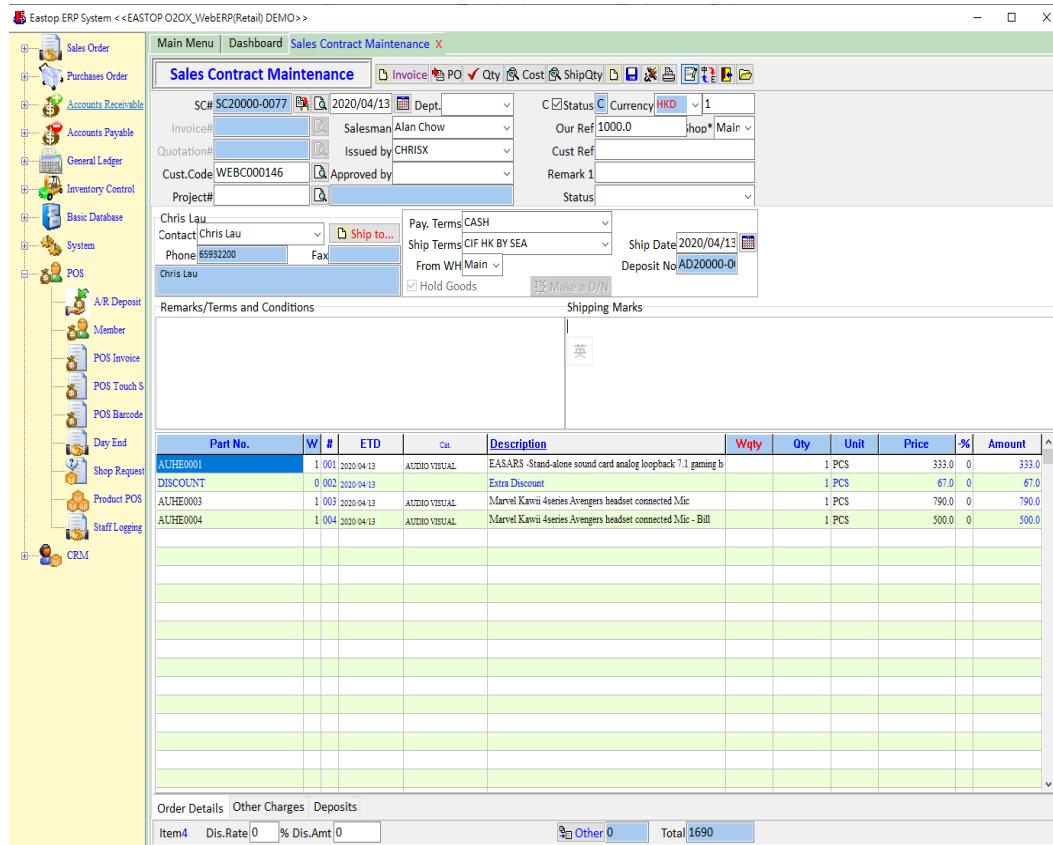 Eastop ERP System <<EASTOP O2OX_WebERP(Retail) DEMO>>
Sales Order
Purchases Order
Accounts Receivable
Accounts Payable
General Ledger
Inventory Control
Basic Database
System
POS
A/R Deposit
Member
POS Invoice
POS Touch S
POS Barcode
Day End
Shop Request
Product POS
Staff Logging
CRM
Main Menu Dashboard Sales Contract Maintenance X
Sales Contract Maintenance Invoice PO Qty Cost ShipQty
SC# SC20000-0077 2020/04/13 Dept. C Status C Currency HKD 1
Invoice# Salesman Alan Chow Our Ref 1000.0 hop* Main
Quotation# Issued by CHRISX Cust Ref
Cust.Code WEBC000146 Approved by Remark 1
Project# Status
Chris Lau
Contact Chris Lau Ship to... Pay. Terms CASH
Phone 65932200 Fax Ship Terms CIF HK BY SEA Ship Date 2020/04/13
Chris Lau From WH Main Deposit No AD20000-0
Hold Goods Make a D/N
Remarks/Terms and Conditions Shipping Marks
英
Part No. W # ETD Cat. Description Wqty Qty Unit Price -% Amount
AUHE0001 1 001 2020/04/13 AUDIO VISUAL EASARS -Stand-alone sound card analog loopback 7.1 gaming h 1 PCS 333.0 0 333.0
DISCOUNT 0 002 2020/04/13 Extra Discount 1 PCS 67.0 0 67.0
AUHE0003 1 003 2020/04/13 AUDIO VISUAL Marvel Kawii 4series Avengers headset connected Mic 1 PCS 790.0 0 790.0
AUHE0004 1 004 2020/04/13 AUDIO VISUAL Marvel Kawii 4series Avengers headset connected Mic - Bill 1 PCS 500.0 0 500.0
Order Details Other Charges Deposits
Item4 Dis.Rate 0 % Dis.Amt 0 Other 0 Total 1690